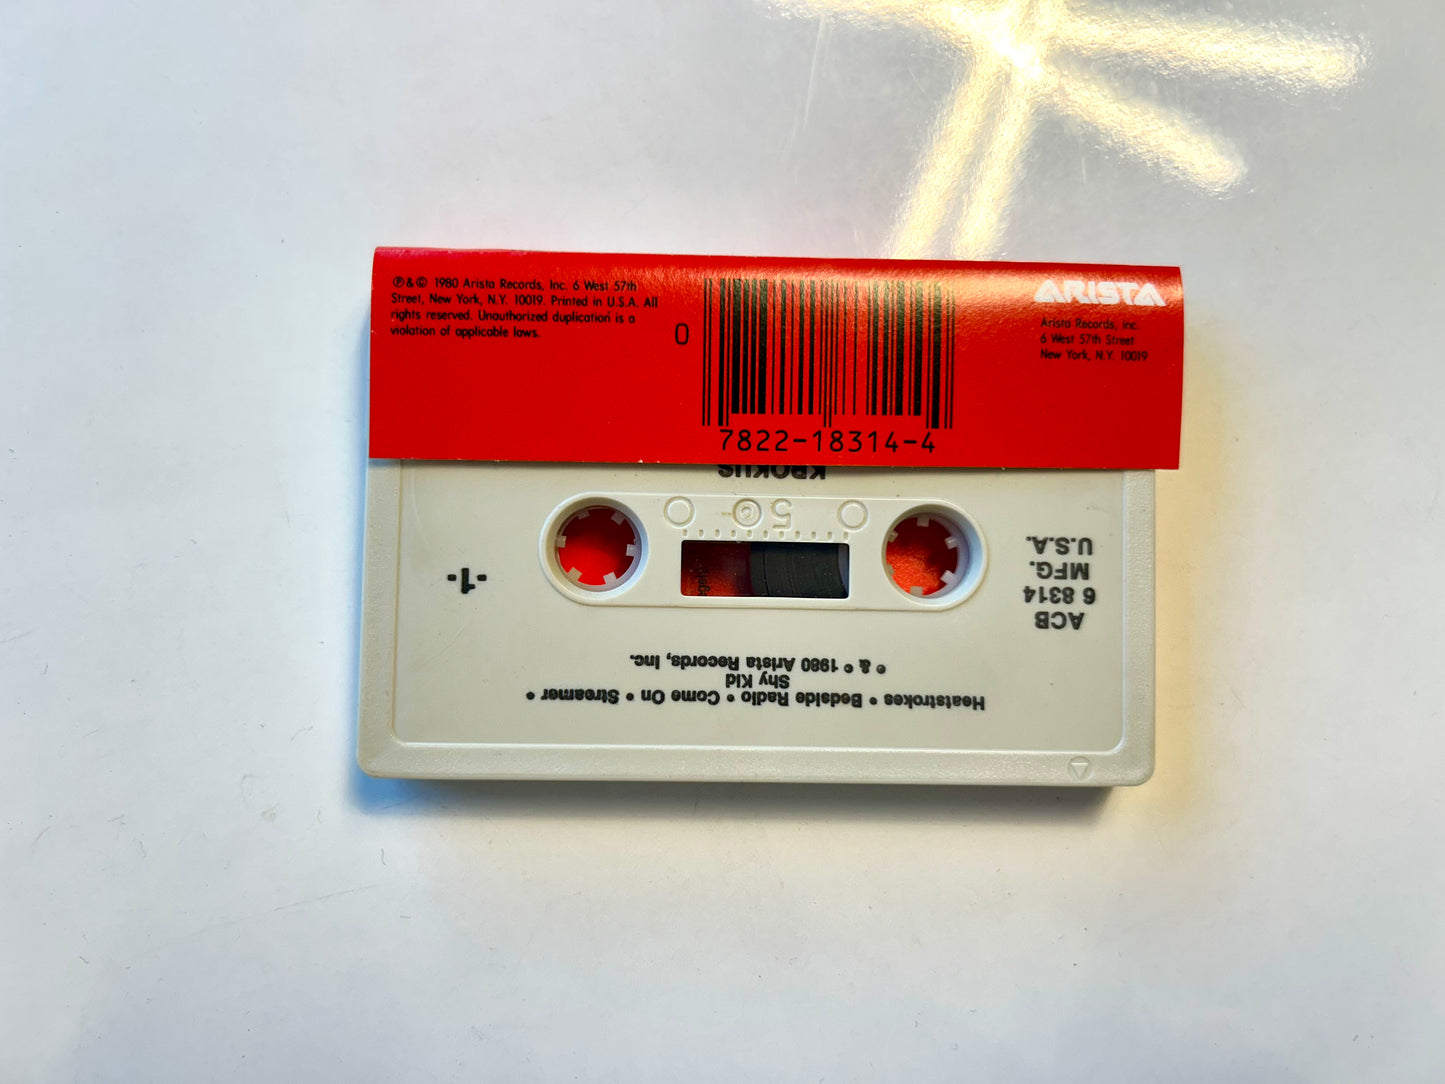 ℗&© 1980 Arista Records, Inc. 6 West 57th
Street, New York, N.Y. 10019. Printed in U.S.A. All
rights reserved. Unauthorized duplication is a
violation of applicable laws.
0
7822-18314-4
ARISTA
Arista Records, Inc.
6 West 57th Street
New York, N.Y. 10019
KROKUS
50
-1-
ACB
6 8314
MFG.
U.S.A.
Heatstrokes • Bedside Radio • Come On • Streamer •
Shy Kid
℗ & © 1980 Arista Records, Inc.